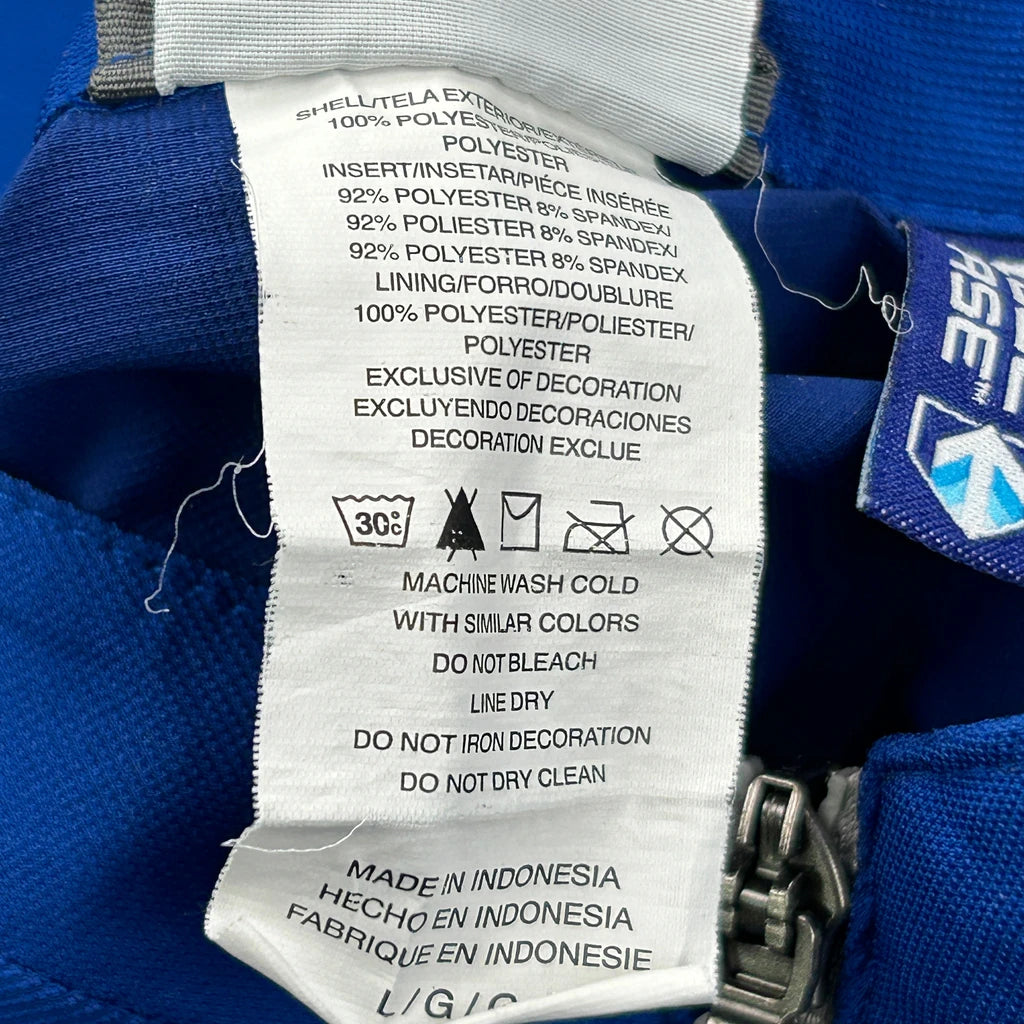 SHELL/TELA EXTERIOR/
100% POLYESTER/
POLYESTER
INSERT/INSETAR/PIÉCE INSÉRÉE
92% POLYESTER 8% SPANDEX/
92% POLIESTER 8% SPANDEX/
92% POLYESTER 8% SPANDEX
LINING/FORRO/DOUBLURE
100% POLYESTER/POLIESTER/
POLYESTER
EXCLUSIVE OF DECORATION
EXCLUYENDO DECORACIONES
DECORATION EXCLUE
30°C
MACHINE WASH COLD
WITH SIMILAR COLORS
DO NOT BLEACH
LINE DRY
DO NOT IRON DECORATION
DO NOT DRY CLEAN
MADE IN INDONESIA
HECHO EN INDONESIA
FABRIQUE EN INDONESIE
L/G/G